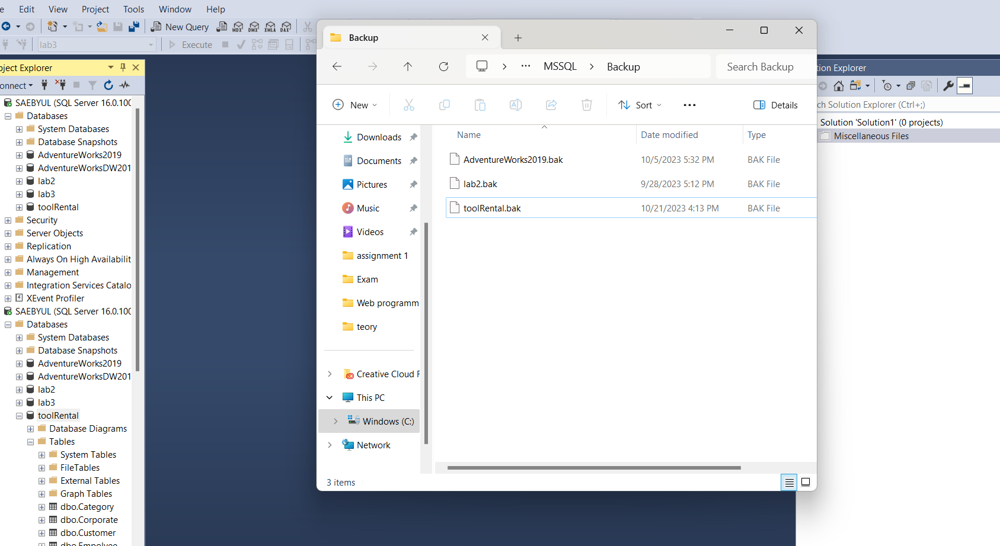 e Edit View Project Tools Window Help
New Query MDX DMX XMLA DAX
lab3 Execute
ject Explorer
onnect
SAEBYUL (SQL Server 16.0.100
Databases
System Databases
Database Snapshots
AdventureWorks2019
AdventureWorksDW201
lab2
lab3
toolRental
Security
Server Objects
Replication
Always On High Availabilit
Management
Integration Services Catalo
XEvent Profiler
SAEBYUL (SQL Server 16.0.100
Databases
System Databases
Database Snapshots
AdventureWorks2019
AdventureWorksDW201
lab2
lab3
toolRental
Database Diagrams
Tables
System Tables
FileTables
External Tables
Graph Tables
dbo.Category
dbo.Corporate
dbo.Customer
dbo.Empolyee
Backup
MSSQL Backup
Search Backup
New Sort Details
Downloads
Documents
Pictures
Music
Videos
assignment 1
Exam
Web programm
teory
Creative Cloud F
This PC
Windows (C:)
Network
Name Date modified Type
AdventureWorks2019.bak 10/5/2023 5:32 PM BAK File
lab2.bak 9/28/2023 5:12 PM BAK File
toolRental.bak 10/21/2023 4:13 PM BAK File
3 items
tion Explorer
ch Solution Explorer (Ctrl+;)
Solution 'Solution1' (0 projects)
Miscellaneous Files